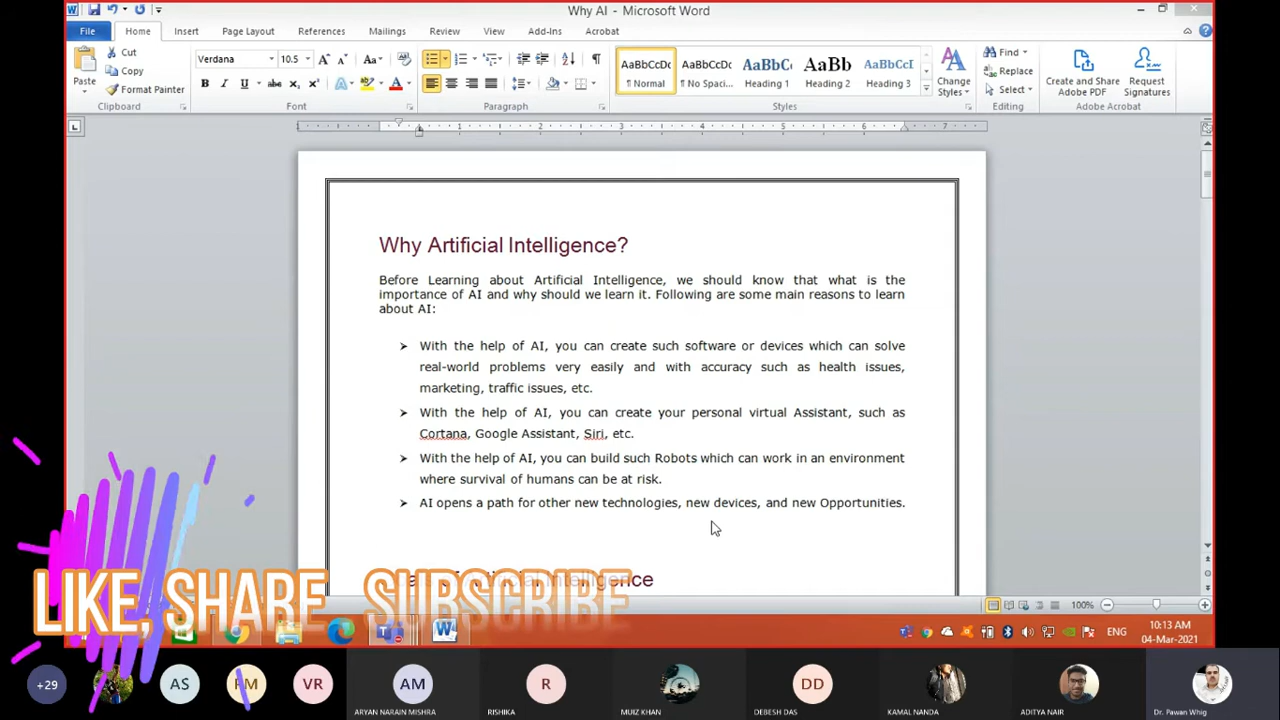 Why AI - Microsoft Word
File Home Insert Page Layout References Mailings Review View Add-Ins Acrobat
Paste Cut Copy Format Painter Clipboard
Verdana 10.5 Font
Paragraph
AaBbCcDc AaBbCcDc AaBbC AaBb AaBbCcI
Normal No Spaci... Heading 1 Heading 2 Heading 3
Change Styles Styles
Find Replace Select Editing
Create and Share Adobe PDF Request Signatures Adobe Acrobat
1 2 3 4 5 6 7
Why Artificial Intelligence?
Before Learning about Artificial Intelligence, we should know that what is the
importance of AI and why should we learn it. Following are some main reasons to learn
about AI:
➢ With the help of AI, you can create such software or devices which can solve
real-world problems very easily and with accuracy such as health issues,
marketing, traffic issues, etc.
➢ With the help of AI, you can create your personal virtual Assistant, such as
Cortana, Google Assistant, Siri, etc.
➢ With the help of AI, you can build such Robots which can work in an environment
where survival of humans can be at risk.
➢ AI opens a path for other new technologies, new devices, and new Opportunities.
of Artificial Intelligence
LIKE, SHARE SUBSCRIBE
100%
ENG
10:13 AM
04-Mar-2021
+29 AS VR AM R DD
ARYAN NARAIN MISHRA RISHIKA MUIZ KHAN DEBESH DAS KAMAL NANDA ADITYA NAIR Dr. Pawan Whig